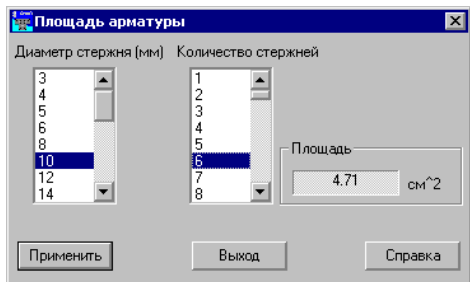 Площадь арматуры
Диаметр стержня (мм)
3
4
5
6
8
10
12
14
Количество стержней
1
2
3
4
5
6
7
8
Площадь
4.71 см^2
Применить
Выход
Справка